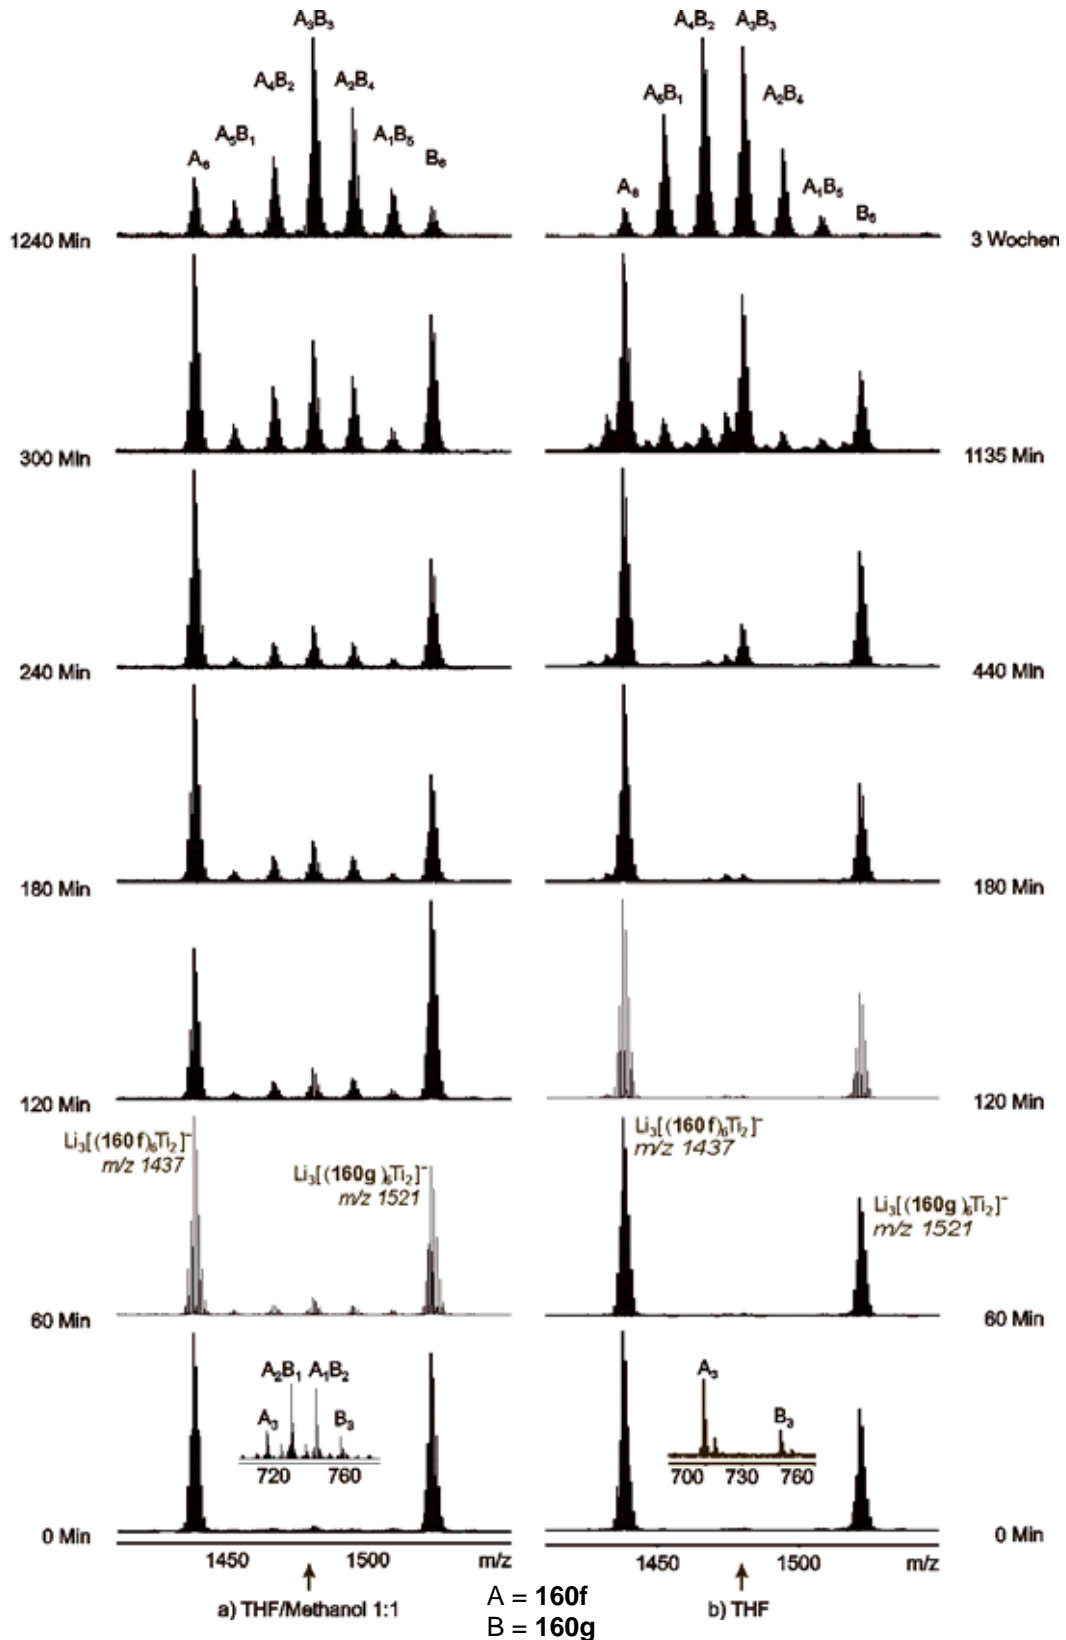 A₃B₃
A₄B₂
A₂B₄
A₅B₁
A₁B₅
A₆
B₆
1240 Min
A₄B₂
A₃B₃
A₅B₁
A₂B₄
A₁B₅
A₆
B₆
3 Wochen
300 Min
1135 Min
240 Min
440 Min
180 Min
180 Min
120 Min
120 Min
Li₃[(160f)₆Ti₂]⁻
m/z 1437
Li₃[(160g)₆Ti₂]⁻
m/z 1521
60 Min
Li₃[(160f)₆Ti₂]⁻
m/z 1437
Li₃[(160g)₆Ti₂]⁻
m/z 1521
60 Min
A₂B₁ A₁B₂
A₃ B₃
720 760
0 Min
A₃
B₃
700 730 760
0 Min
1450 1500 m/z
1450 1500 m/z
a) THF/Methanol 1:1
b) THF
A = 160f
B = 160g